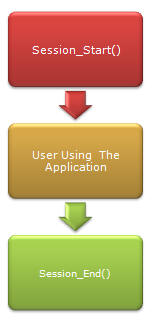 Session_Start()
User Using The
Application
Session_End()